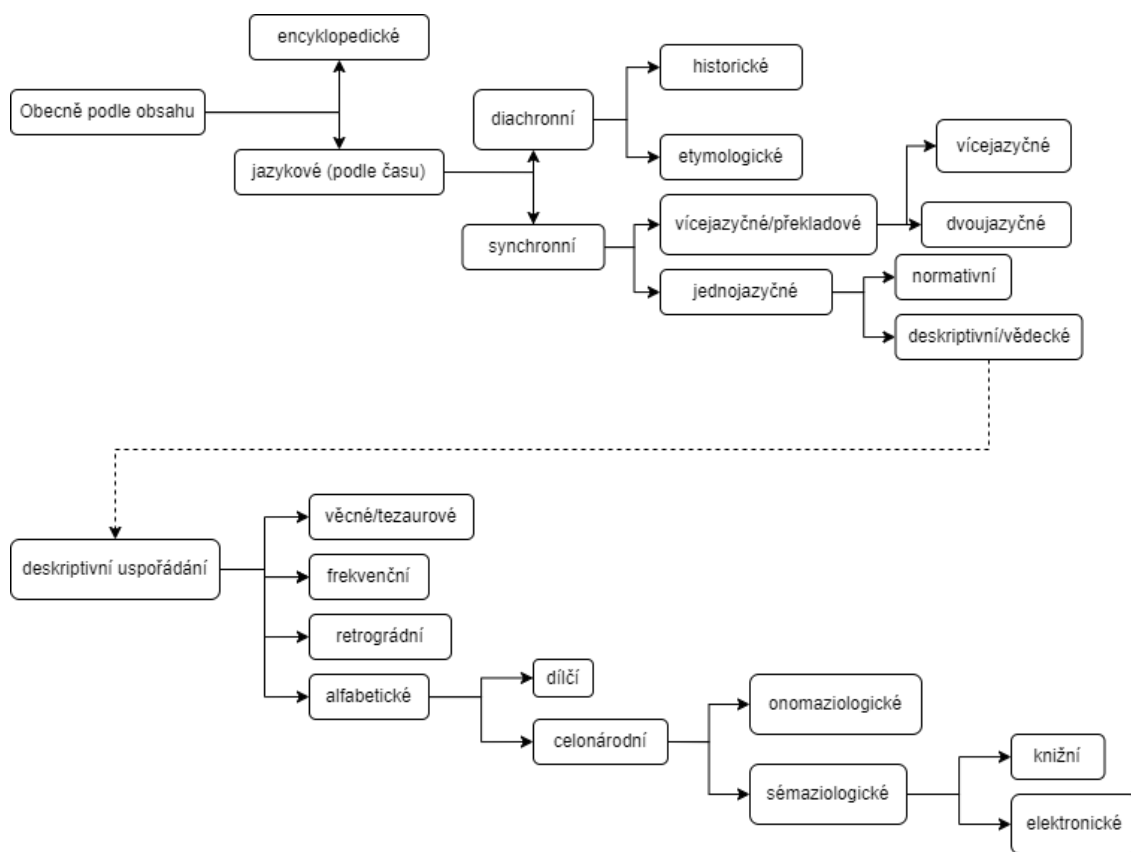 encyklopedické
Obecně podle obsahu
jazykové (podle času)
diachronní
synchronní
historické
etymologické
vícejazyčné/překladové
jednojazyčné
vícejazyčné
dvoujazyčné
normativní
deskriptivní/vědecké
deskriptivní uspořádání
věcné/tezaurové
frekvenční
retrográdní
alfabetické
dílčí
celonárodní
onomaziologické
sémaziologické
knižní
elektronické